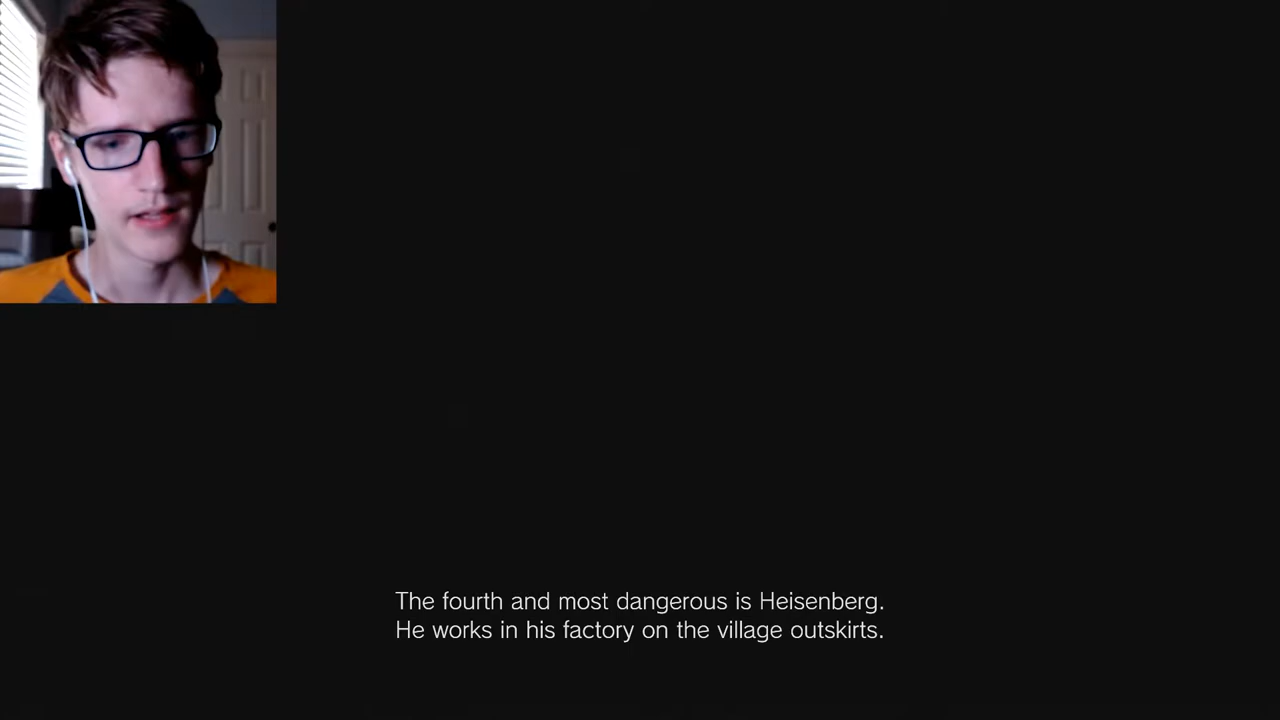 The fourth and most dangerous is Heisenberg.
He works in his factory on the village outskirts.